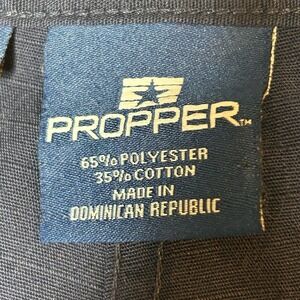 PROPPER™
65% POLYESTER
35% COTTON
MADE IN
DOMINICAN REPUBLIC